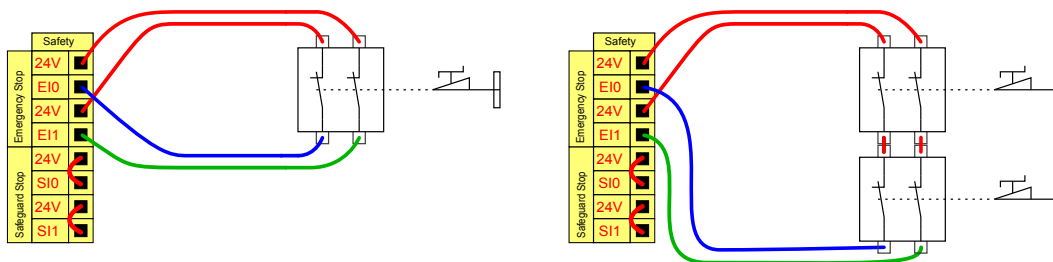 Safety
Emergency Stop
24V
EI0
24V
EI1
Safeguard Stop
24V
SI0
24V
SI1
Safety
Emergency Stop
24V
EI0
24V
EI1
Safeguard Stop
24V
SI0
24V
SI1